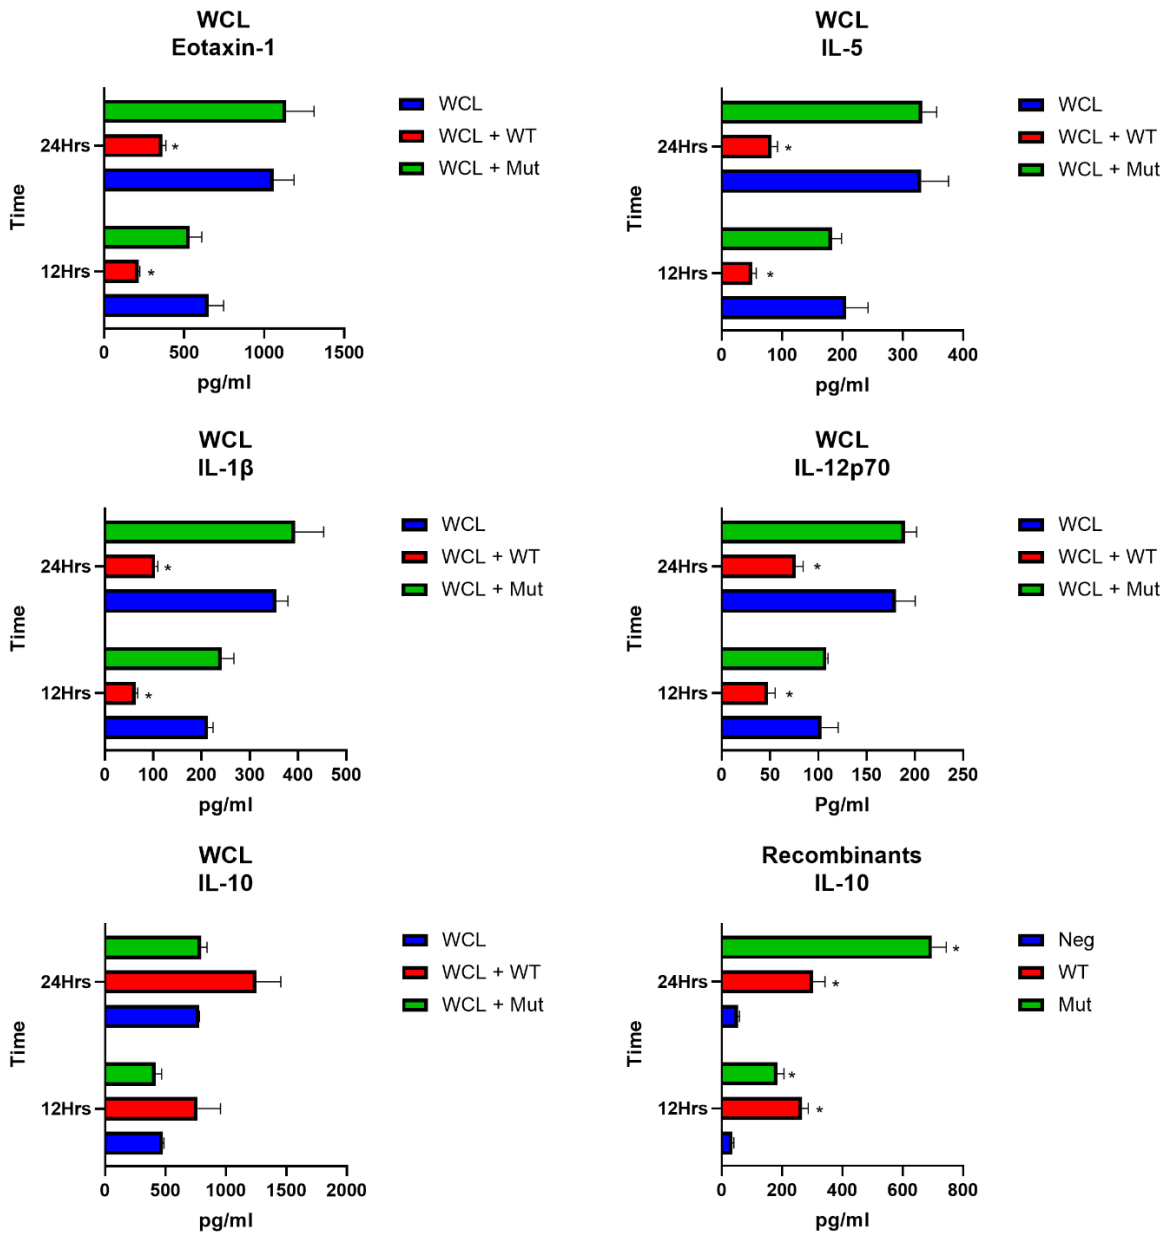 WCL
Eotaxin-1
WCL
WCL + WT
WCL + Mut
24Hrs
* 
12Hrs
*
Time
0 500 1000 1500
pg/ml
WCL
IL-5
WCL
WCL + WT
WCL + Mut
24Hrs
*
12Hrs
*
Time
0 100 200 300 400
pg/ml
WCL
IL-1β
WCL
WCL + WT
WCL + Mut
24Hrs
*
12Hrs
*
Time
0 100 200 300 400 500
pg/ml
WCL
IL-12p70
WCL
WCL + WT
WCL + Mut
24Hrs
*
12Hrs
*
Time
0 50 100 150 200 250
Pg/ml
WCL
IL-10
WCL
WCL + WT
WCL + Mut
24Hrs
12Hrs
Time
0 500 1000 1500 2000
pg/ml
Recombinants
IL-10
Neg
WT
Mut
*
24Hrs
*
*
12Hrs
*
Time
0 200 400 600 800
pg/ml